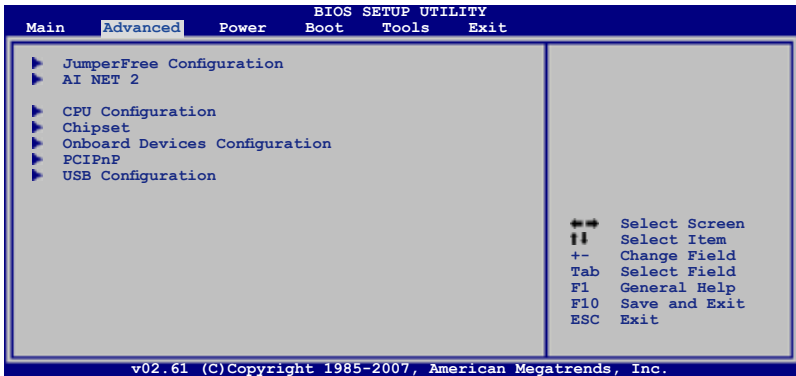 BIOS SETUP UTILITY
Main Advanced Power Boot Tools Exit
JumperFree Configuration
AI NET 2
CPU Configuration
Chipset
Onboard Devices Configuration
PCIPnP
USB Configuration
Select Screen
Select Item
+- Change Field
Tab Select Field
F1 General Help
F10 Save and Exit
ESC Exit
v02.61 (C)Copyright 1985-2007, American Megatrends, Inc.